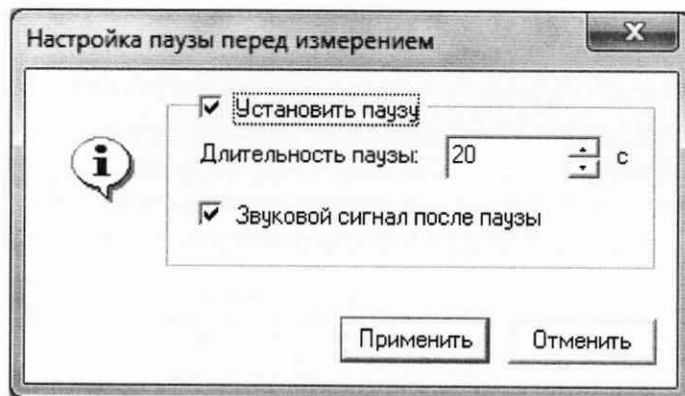 Настройка паузы перед измерением
Установить паузу
Длительность паузы: 20 с
Звуковой сигнал после паузы
Применить Отменить